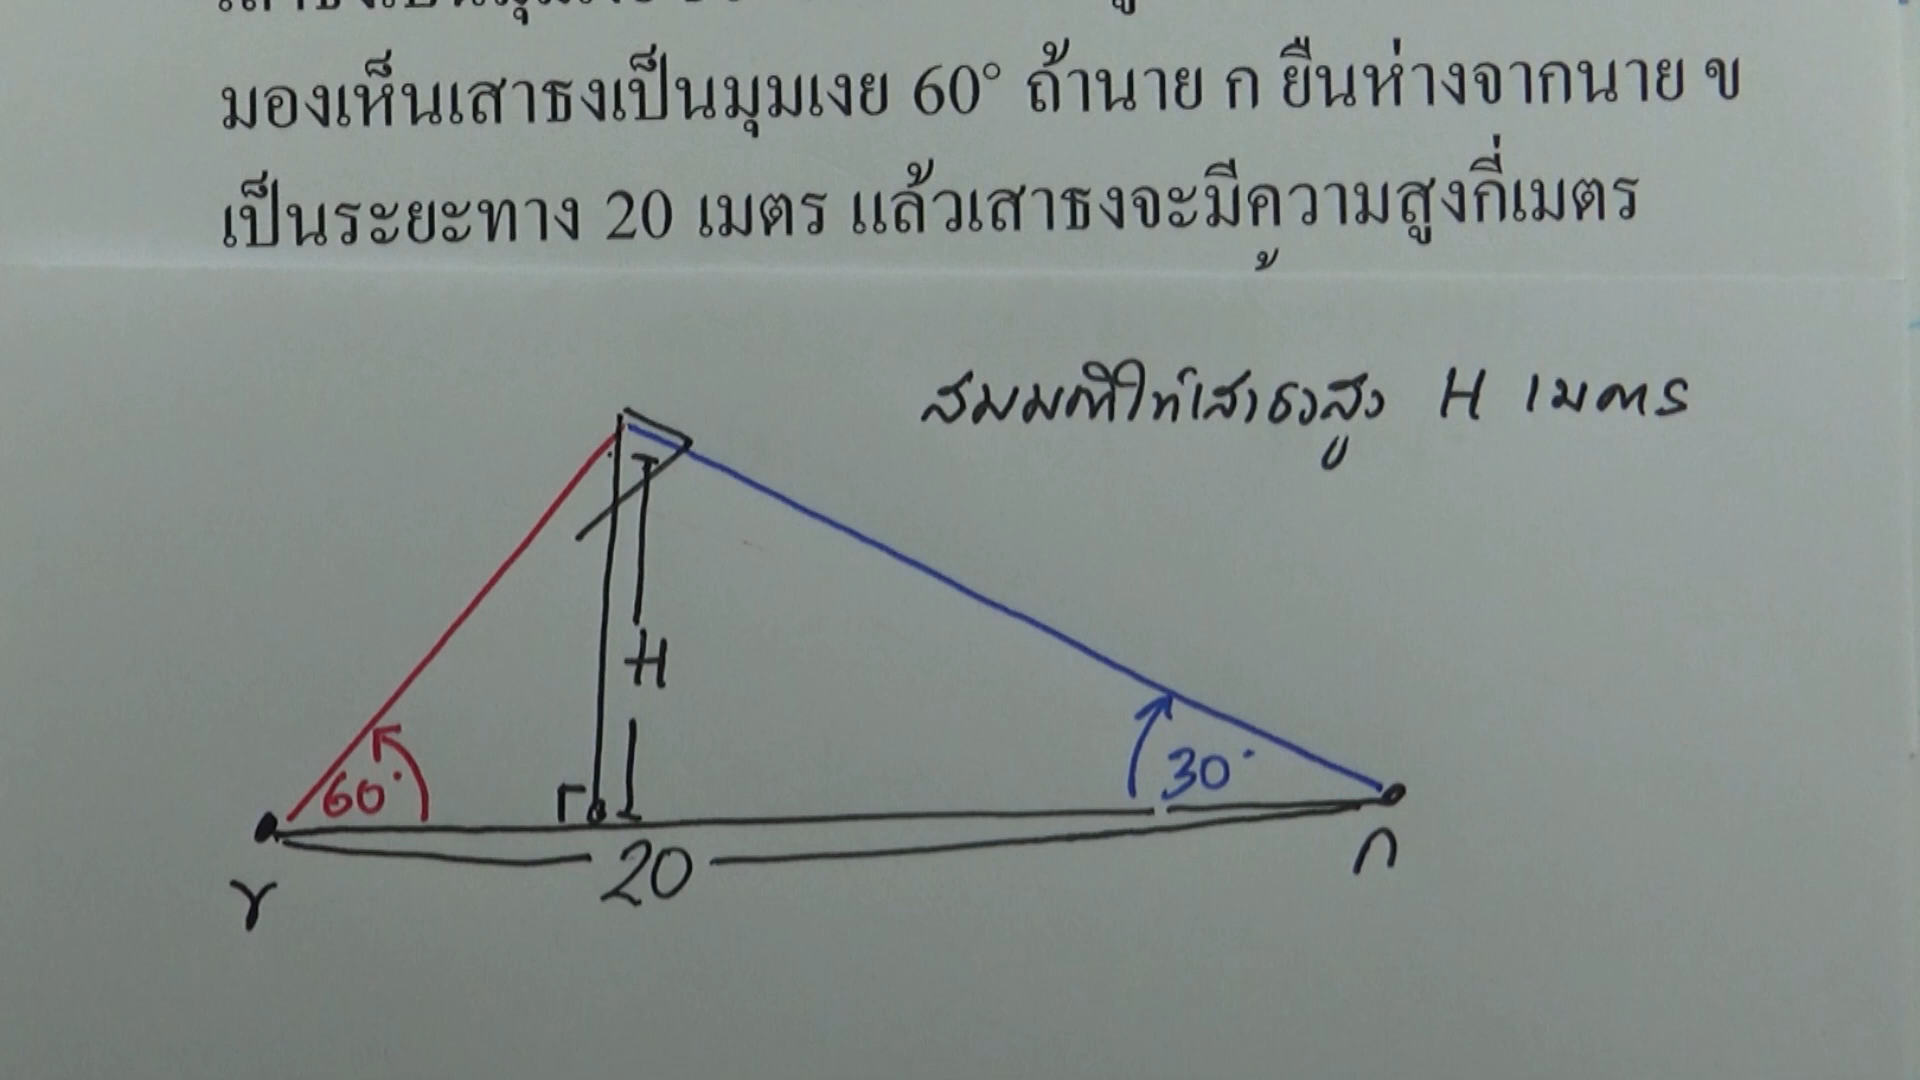 มองเห็นเสาธงเป็นมุมเงย 60° ถ้านาย ก ยืนห่างจากนาย ข
เป็นระยะทาง 20 เมตร แล้วเสาธงจะมีความสูงกี่เมตร
สมมติให้เสาธงสูง H เมตร
H
60°
30°
20
ข
ก